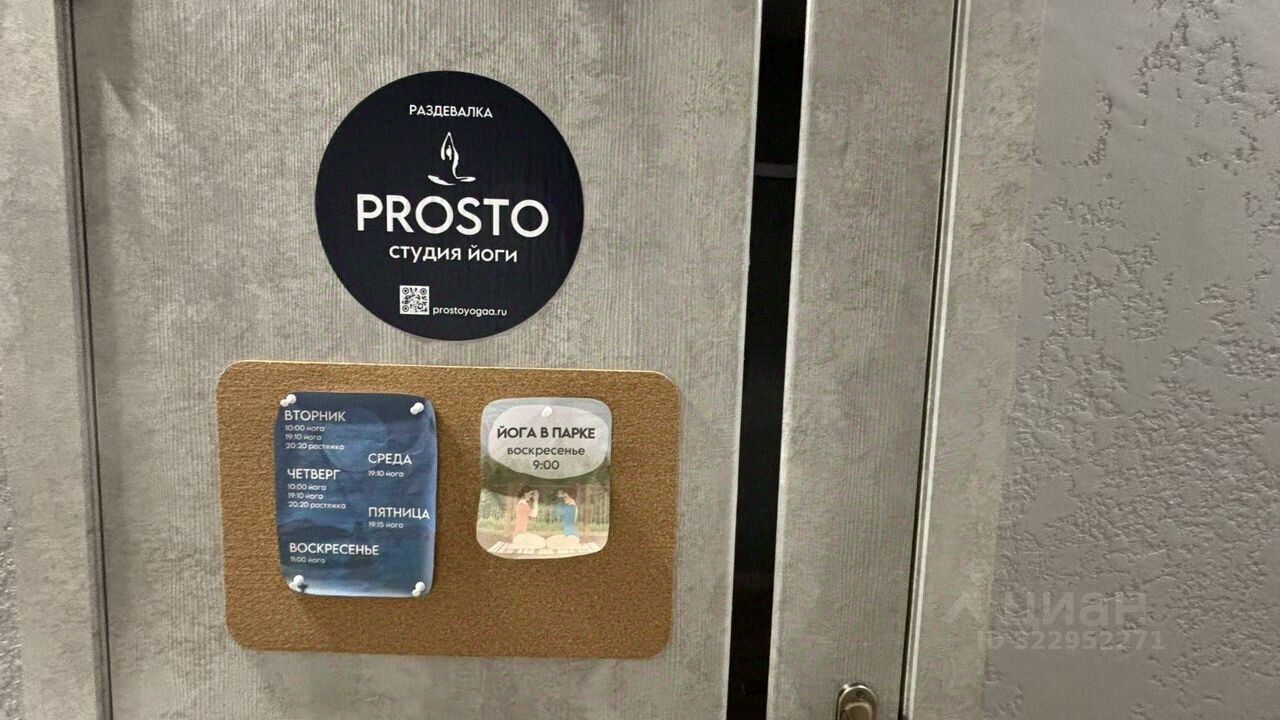 РАЗДЕВАЛКА
PROSTO
студия йоги
prostoyogaa.ru
ВТОРНИК
10:00 йога
19:10 йога
20:20 растяжка
СРЕДА
19:10 йога
ЧЕТВЕРГ
10:00 йога
19:10 йога
20:20 растяжка
ПЯТНИЦА
19:15 йога
ВОСКРЕСЕНЬЕ
11:00 йога
ЙОГА В ПАРКЕ
воскресенье
9:00
циан
ID 322952271